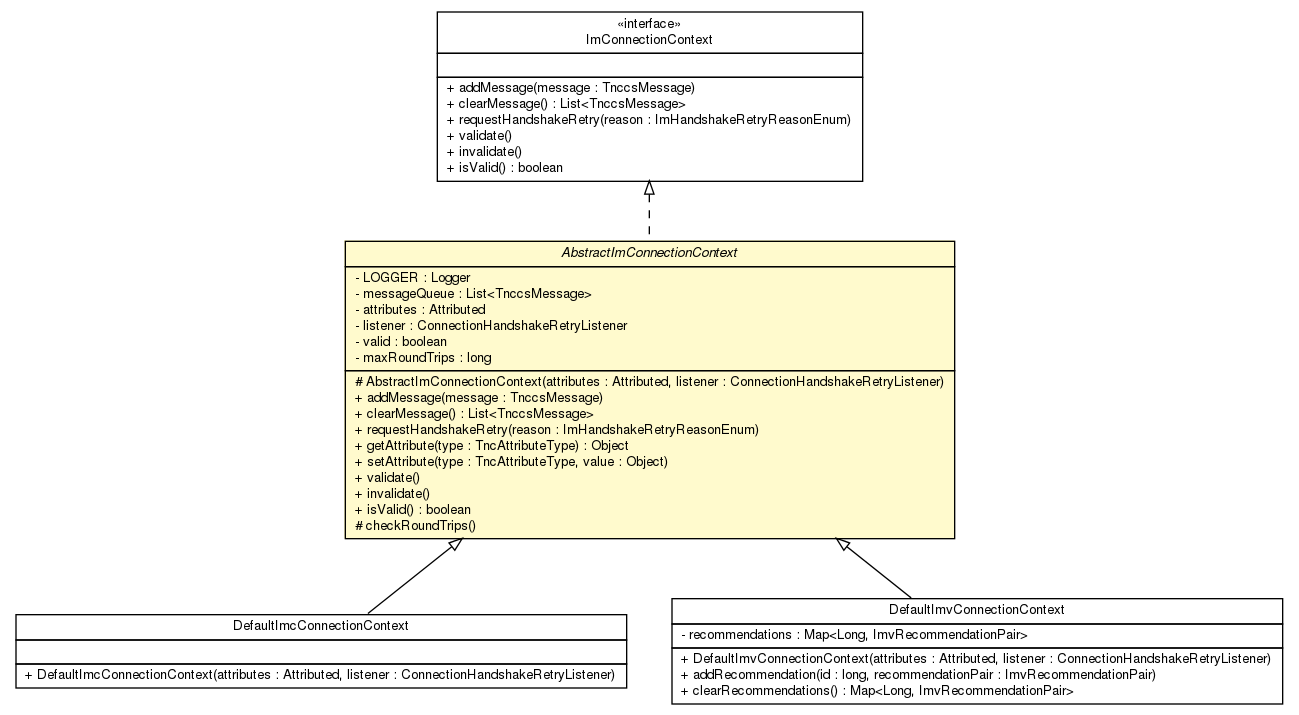 «interface»
ImConnectionContext
+ addMessage(message : TnccsMessage)
+ clearMessage() : List<TnccsMessage>
+ requestHandshakeRetry(reason : ImHandshakeRetryReasonEnum)
+ validate()
+ invalidate()
+ isValid() : boolean
AbstractImConnectionContext
- LOGGER : Logger
- messageQueue : List<TnccsMessage>
- attributes : Attributed
- listener : ConnectionHandshakeRetryListener
- valid : boolean
- maxRoundTrips : long
# AbstractImConnectionContext(attributes : Attributed, listener : ConnectionHandshakeRetryListener)
+ addMessage(message : TnccsMessage)
+ clearMessage() : List<TnccsMessage>
+ requestHandshakeRetry(reason : ImHandshakeRetryReasonEnum)
+ getAttribute(type : TncAttributeType) : Object
+ setAttribute(type : TncAttributeType, value : Object)
+ validate()
+ invalidate()
+ isValid() : boolean
# checkRoundTrips()
DefaultImcConnectionContext
+ DefaultImcConnectionContext(attributes : Attributed, listener : ConnectionHandshakeRetryListener)
DefaultImvConnectionContext
- recommendations : Map<Long, ImvRecommendationPair>
+ DefaultImvConnectionContext(attributes : Attributed, listener : ConnectionHandshakeRetryListener)
+ addRecommendation(id : long, recommendationPair : ImvRecommendationPair)
+ clearRecommendations() : Map<Long, ImvRecommendationPair>